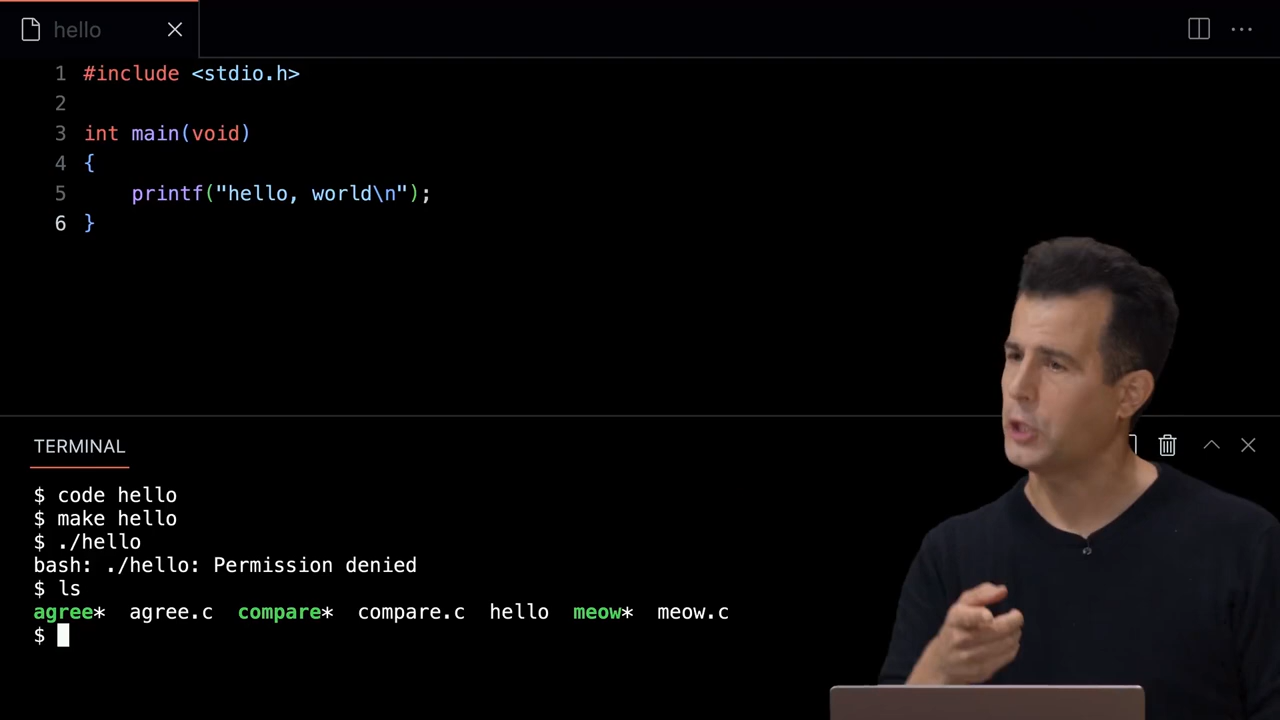 hello
1 #include <stdio.h>
2
3 int main(void)
4 {
5 printf("hello, world\n");
6 }
TERMINAL
$ code hello
$ make hello
$ ./hello
bash: ./hello: Permission denied
$ ls
agree* agree.c compare* compare.c hello meow* meow.c
$